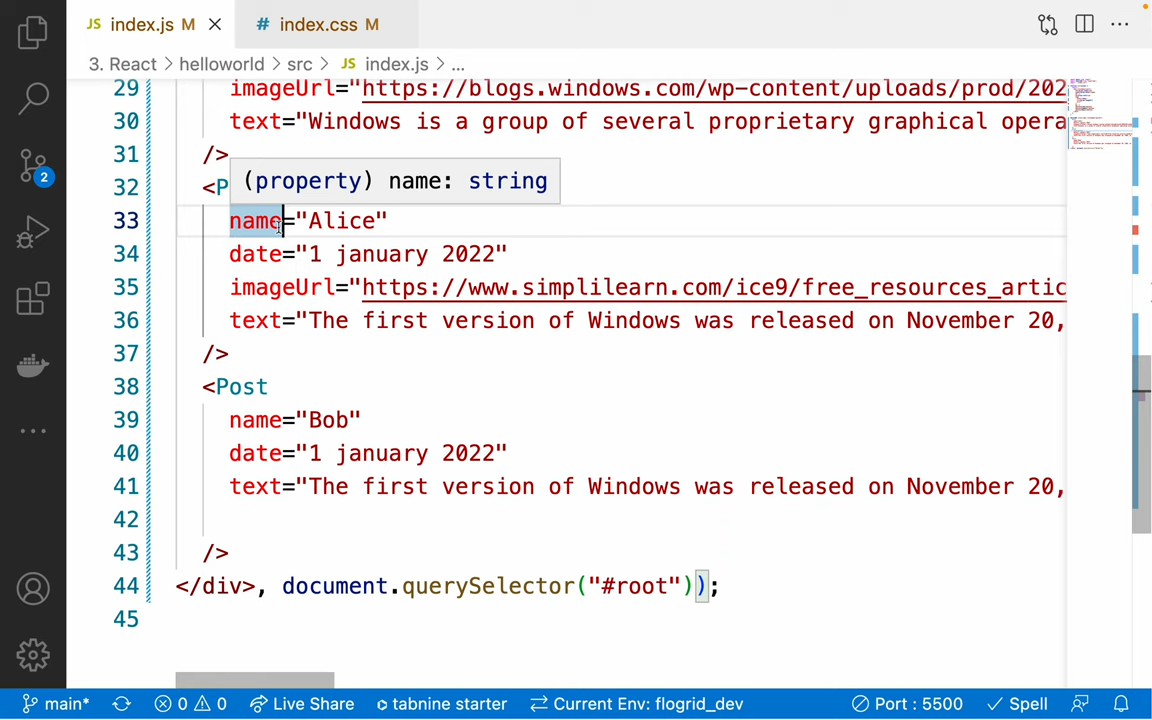 JS index.js M
# index.css M
3. React > helloworld > src > JS index.js > ...
29 imageUrl="https://blogs.windows.com/wp-content/uploads/prod/202
30 text="Windows is a group of several proprietary graphical opera
31 />
32 <P
(property) name: string
33 name="Alice"
34 date="1 january 2022"
35 imageUrl="https://www.simplilearn.com/ice9/free_resources_artic
36 text="The first version of Windows was released on November 20,
37 />
38 <Post
39 name="Bob"
40 date="1 january 2022"
41 text="The first version of Windows was released on November 20,
42
43 />
44 </div>, document.querySelector("#root"));
45
2
main* 0 0 Live Share tabnine starter Current Env: flogrid_dev Port : 5500 Spell